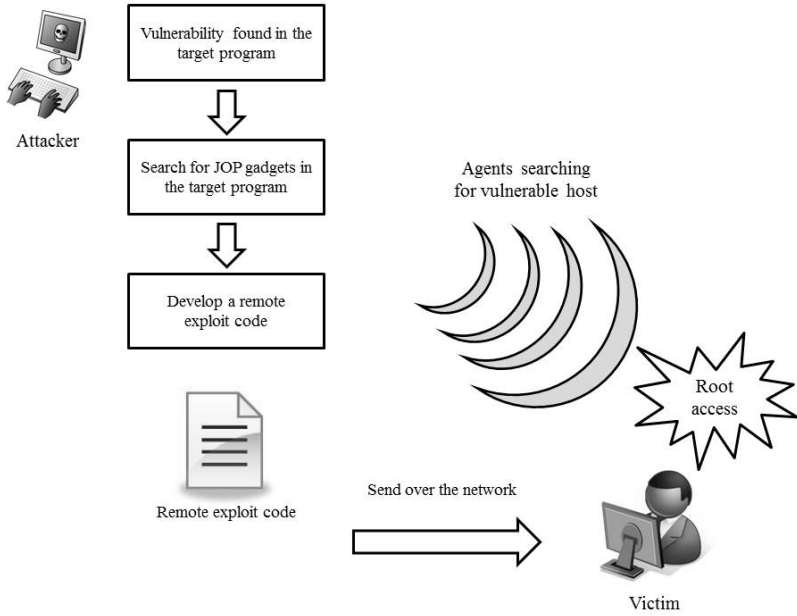 Vulnerability found in the
target program
Attacker
Search for JOP gadgets in
the target program
Agents searching
for vulnerable host
Develop a remote
exploit code
Root
access
Remote exploit code
Send over the network
Victim